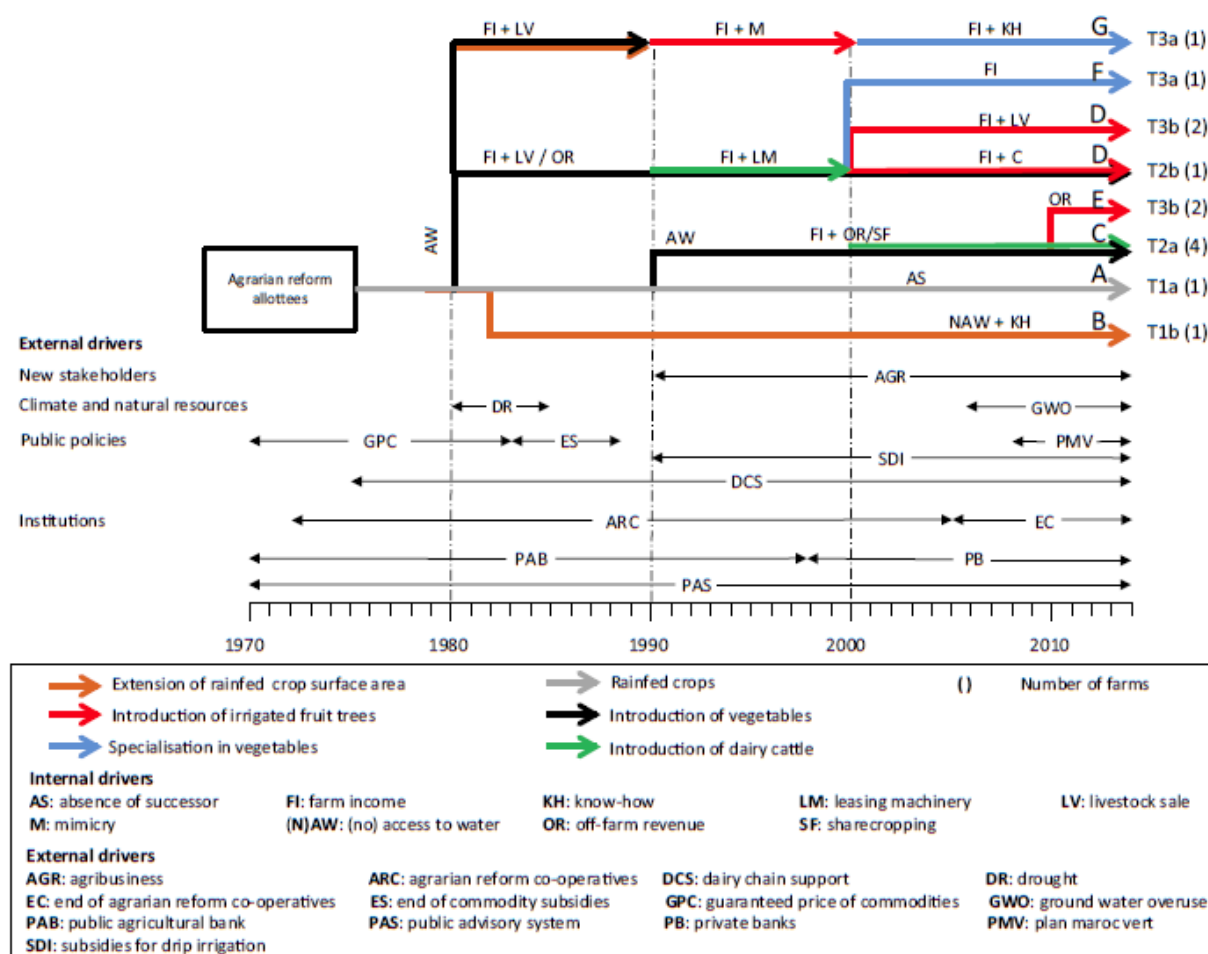 FI + LV FI + M FI + KH G T3a (1)
FI F T3a (1)
FI + LV D T3b (2)
FI + LV / OR FI + LM FI + C D T2b (1)
OR E T3b (2)
AW AW FI + OR/SF C T2a (4)
Agrarian reform
allottees
AS A T1a (1)
NAW + KH B T1b (1)
External drivers
New stakeholders AGR
Climate and natural resources DR GWO
Public policies GPC ES PMV
SDI
DCS
Institutions ARC EC
PAB PB
PAS
1970 1980 1990 2000 2010
Extension of rainfed crop surface area Rainfed crops () Number of farms
Introduction of irrigated fruit trees Introduction of vegetables
Specialisation in vegetables Introduction of dairy cattle
Internal drivers
AS: absence of successor FI: farm income KH: know-how LM: leasing machinery LV: livestock sale
M: mimicry (N)AW: (no) access to water OR: off-farm revenue SF: sharecropping
External drivers
AGR: agribusiness ARC: agrarian reform co-operatives DCS: dairy chain support DR: drought
EC: end of agrarian reform co-operatives ES: end of commodity subsidies GPC: guaranteed price of commodities GWO: ground water overuse
PAB: public agricultural bank PAS: public advisory system PB: private banks PMV: plan maroc vert
SDI: subsidies for drip irrigation